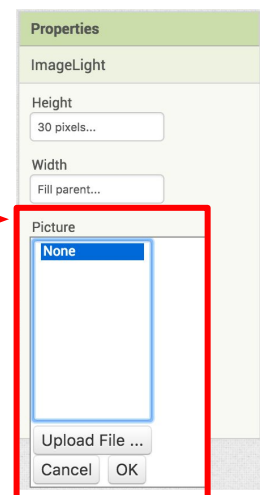 Properties
ImageLight
Height
30 pixels...
Width
Fill parent...
Picture
None
Upload File ...
Cancel OK